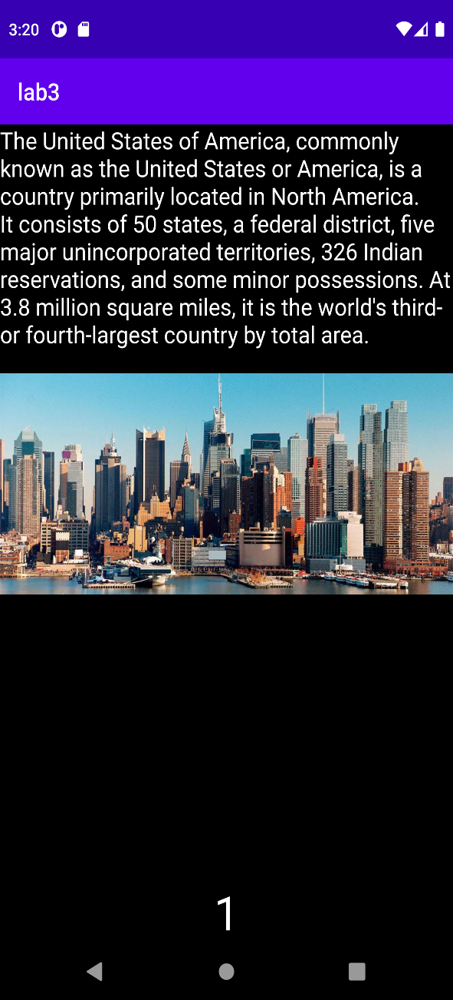 3:20
lab3
The United States of America, commonly
known as the United States or America, is a
country primarily located in North America.
It consists of 50 states, a federal district, five
major unincorporated territories, 326 Indian
reservations, and some minor possessions. At
3.8 million square miles, it is the world's third-
or fourth-largest country by total area.
1